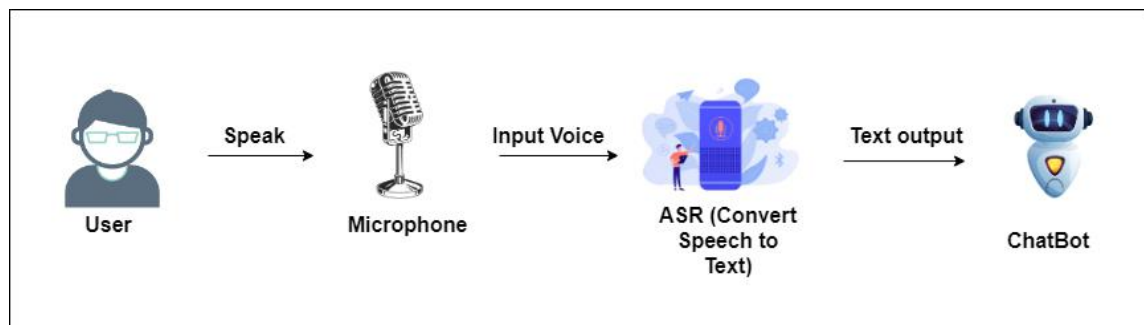 Speak
Input Voice
Text output
User
Microphone
ASR (Convert
Speech to
Text)
ChatBot